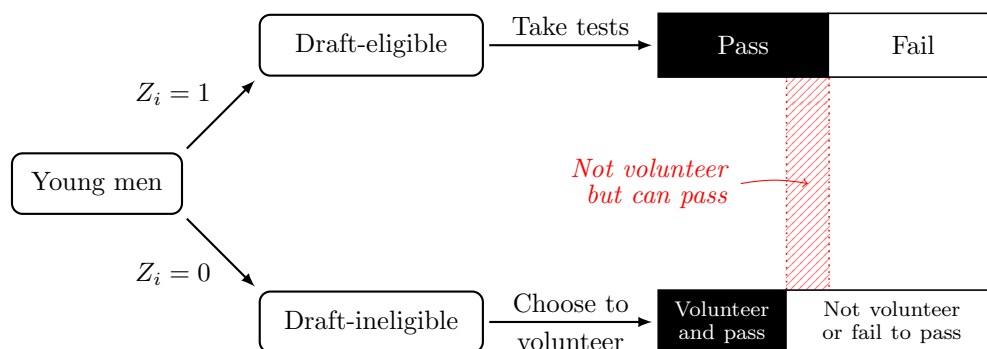 Draft-eligible
Take tests
Pass
Fail
Z_i = 1
Young men
Not volunteer
but can pass
Z_i = 0
Draft-ineligible
Choose to
volunteer
Volunteer
and pass
Not volunteer
or fail to pass